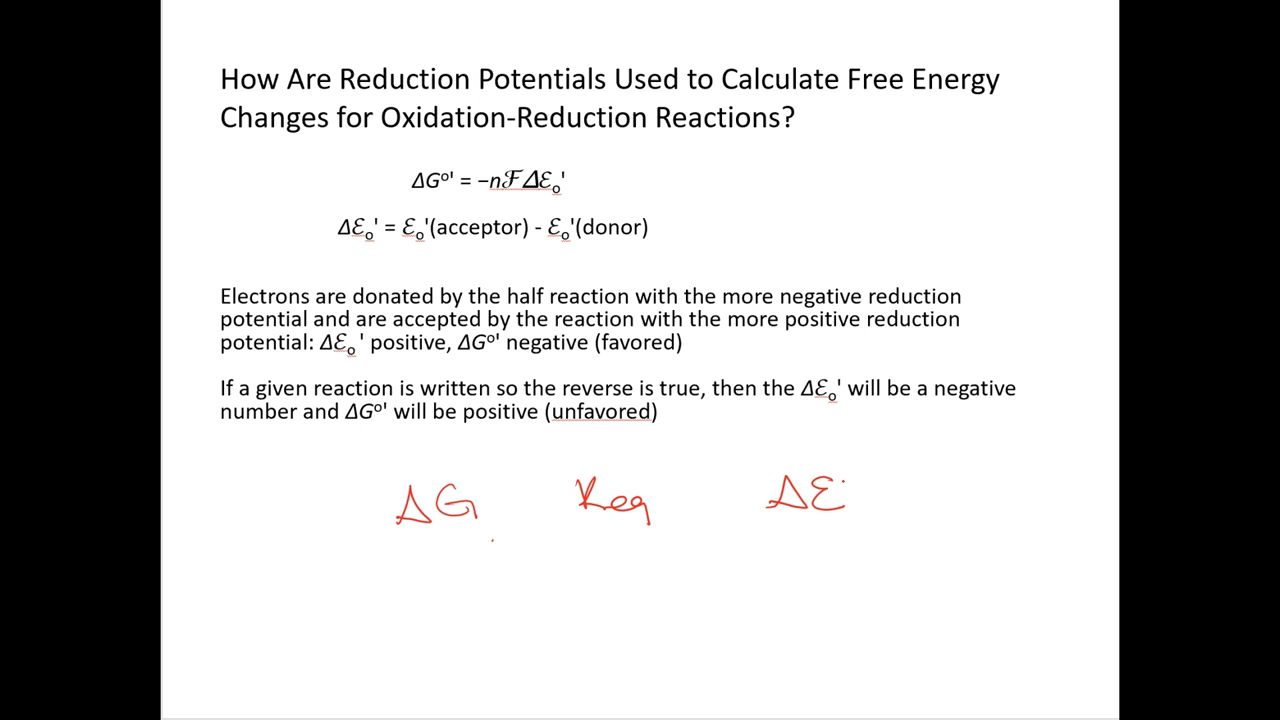 How Are Reduction Potentials Used to Calculate Free Energy
Changes for Oxidation-Reduction Reactions?
ΔGº' = −nℱΔℰₒ'
Δℰₒ' = ℰₒ'(acceptor) - ℰₒ'(donor)
Electrons are donated by the half reaction with the more negative reduction
potential and are accepted by the reaction with the more positive reduction
potential: Δℰₒ ' positive, ΔGº' negative (favored)
If a given reaction is written so the reverse is true, then the Δℰₒ' will be a negative
number and ΔGº' will be positive (unfavored)
ΔG Keq Δℰ